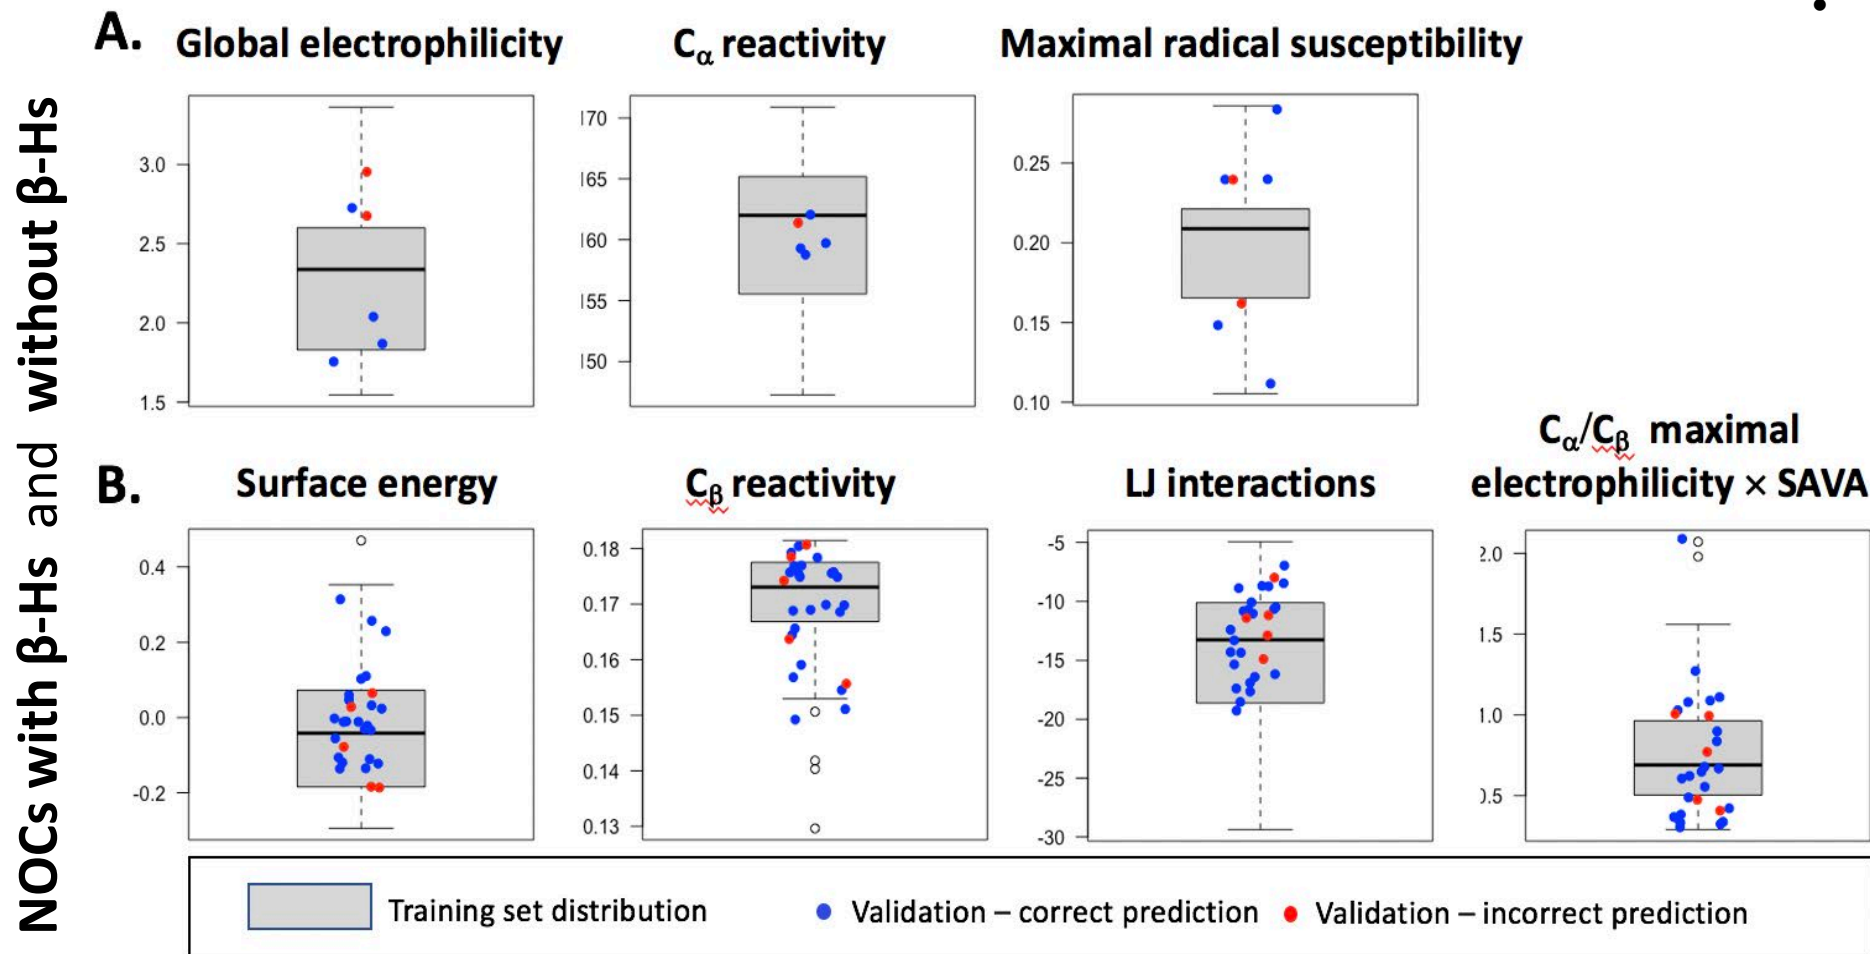 A.
Global electrophilicity
Cα reactivity
Maximal radical susceptibility
3.0
2.5
2.0
1.5
170
165
160
155
150
0.25
0.20
0.15
0.10
NOCs with β-Hs and without β-Hs
B.
Surface energy
Cβ reactivity
LJ interactions
Cα/Cβ maximal
electrophilicity × SAVA
0.4
0.2
0.0
-0.2
0.18
0.17
0.16
0.15
0.14
0.13
-5
-10
-15
-20
-25
-30
2.0
1.5
1.0
0.5
Training set distribution
Validation – correct prediction
Validation – incorrect prediction